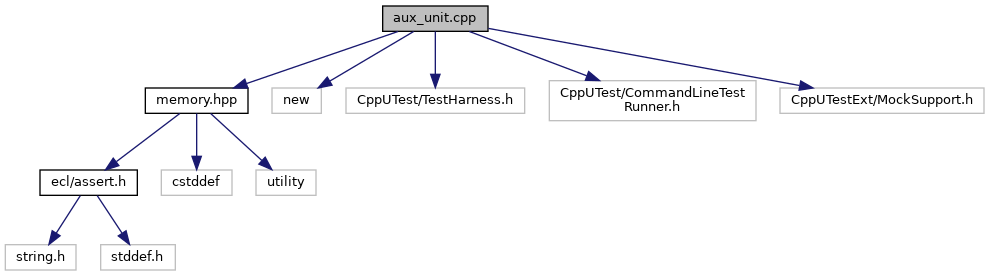 aux_unit.cpp
memory.hpp
new
CppUTest/TestHarness.h
CppUTest/CommandLineTest
Runner.h
CppUTestExt/MockSupport.h
ecl/assert.h
cstddef
utility
string.h
stddef.h